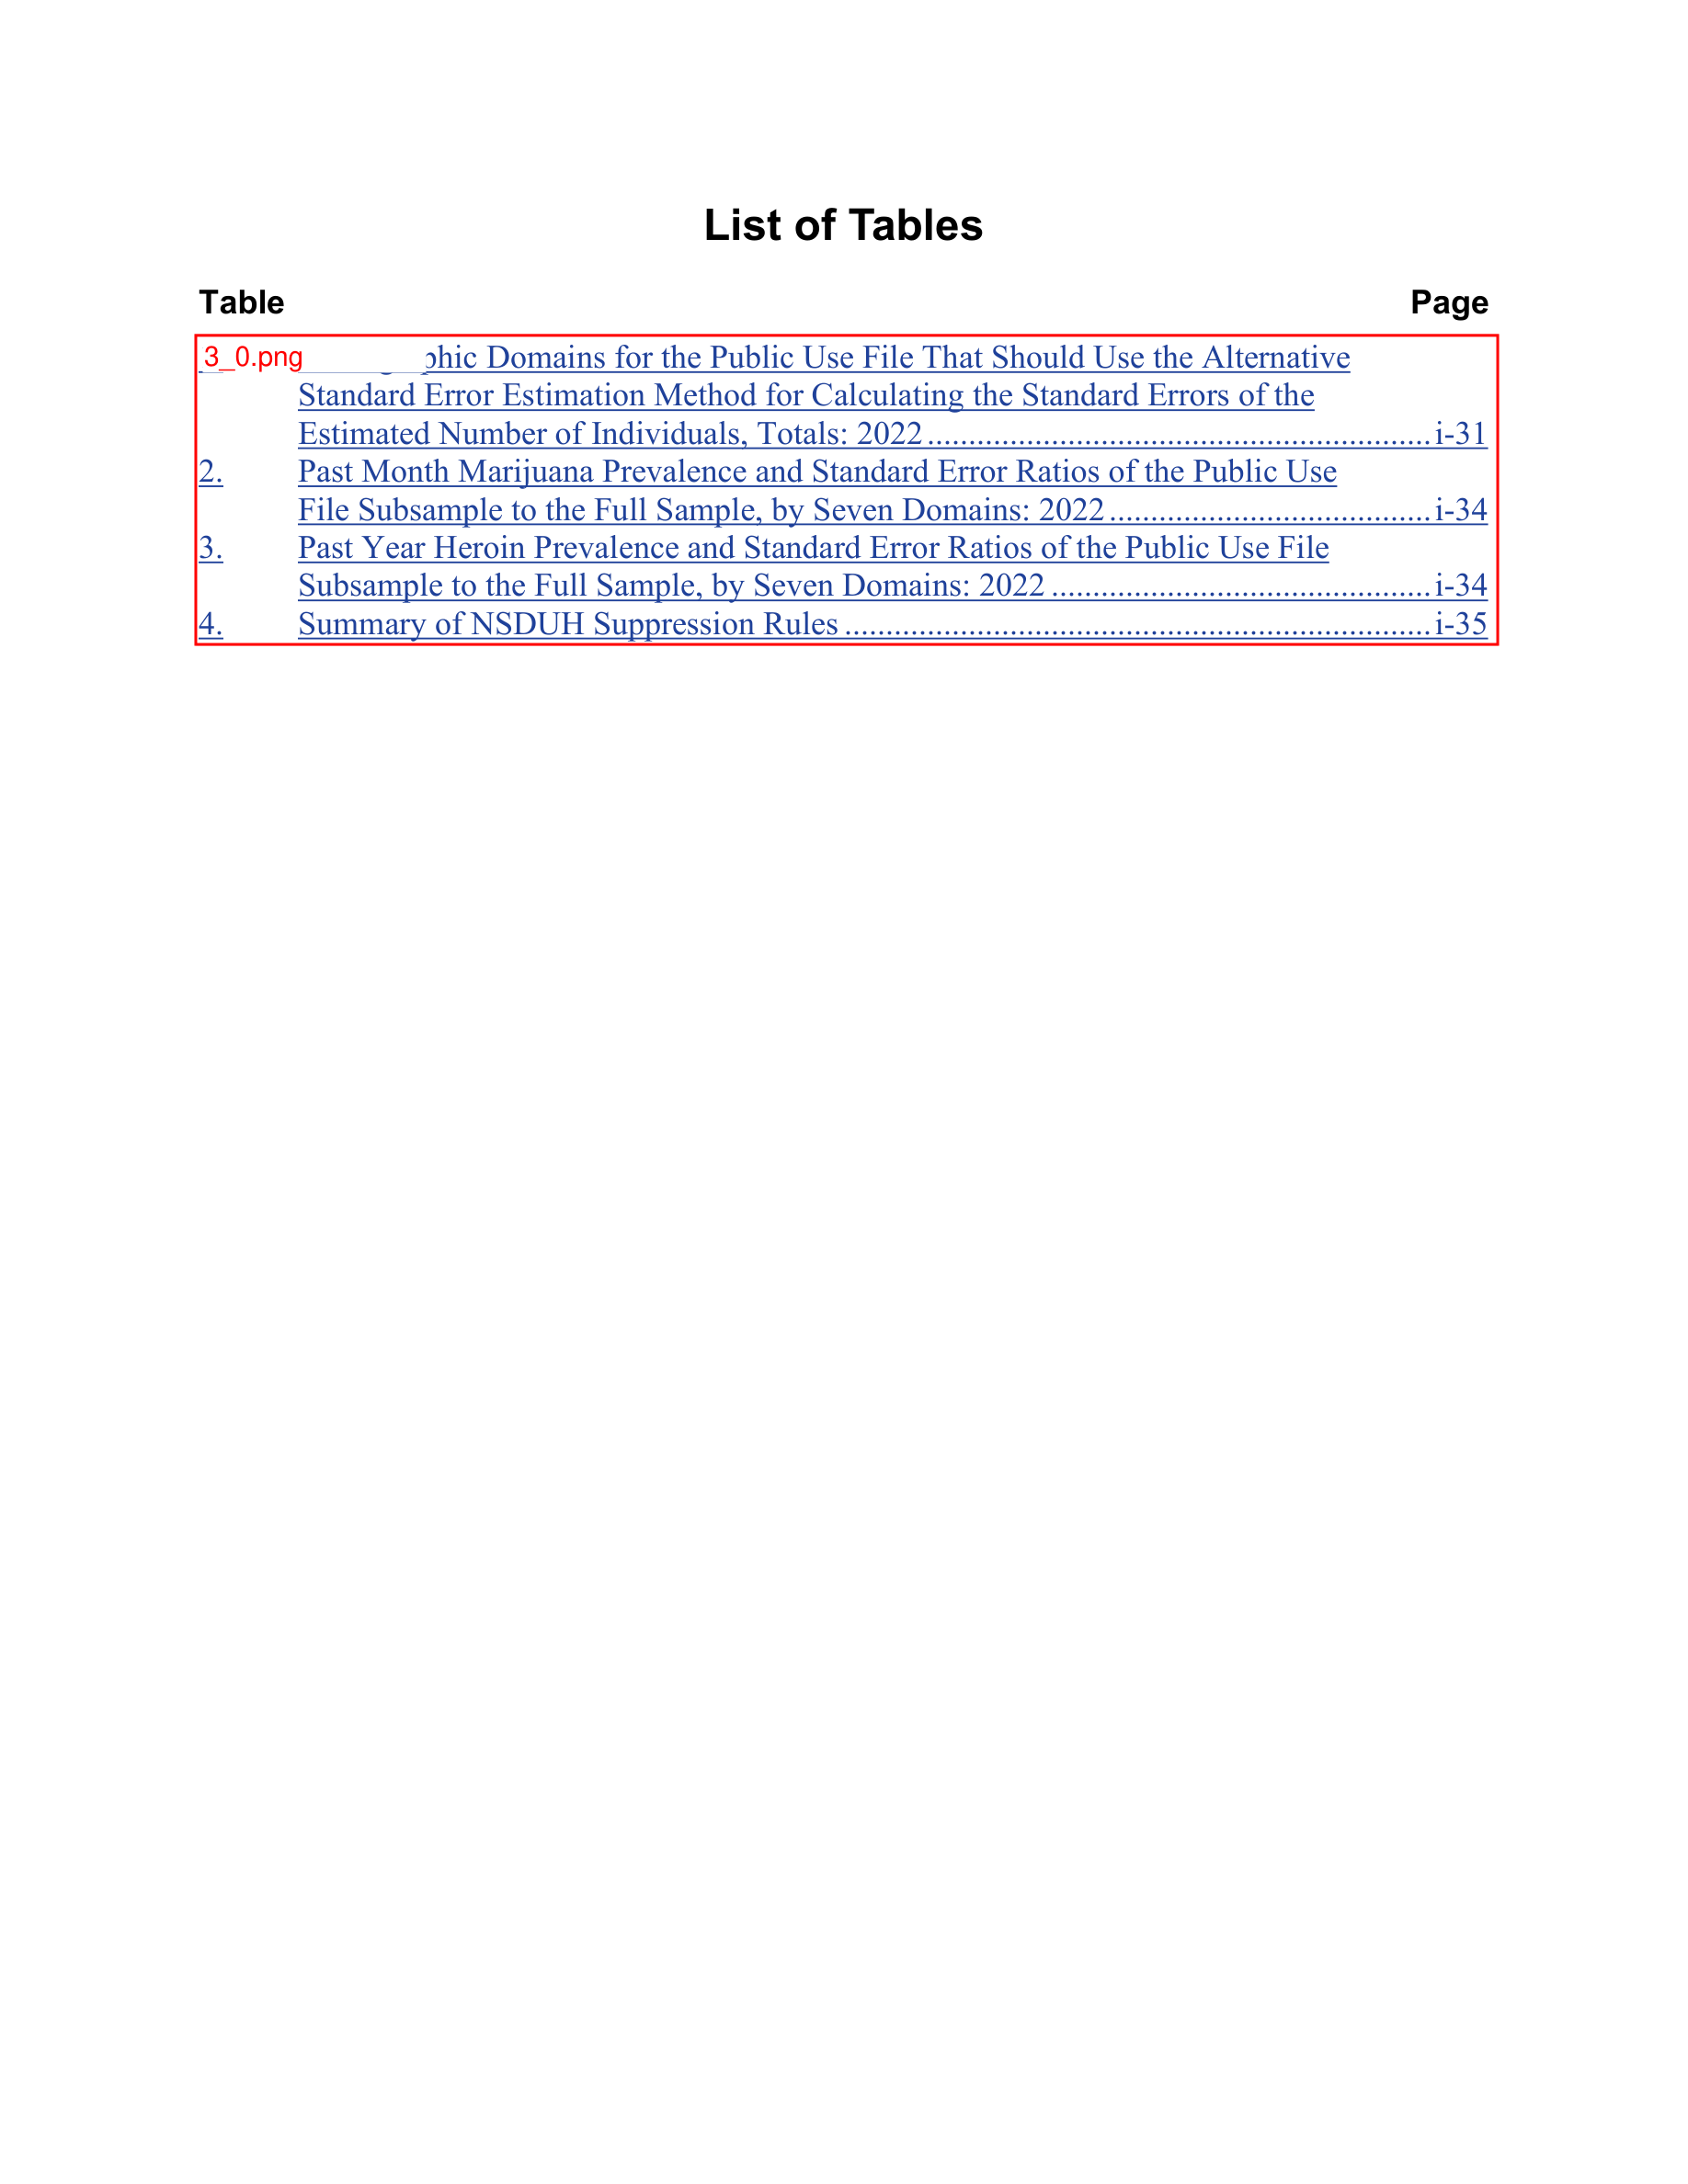 List of Tables
Table Page
3_0.png phic Domains for the Public Use File That Should Use the Alternative
Standard Error Estimation Method for Calculating the Standard Errors of the
Estimated Number of Individuals, Totals: 2022 ............................................................. i-31
2. Past Month Marijuana Prevalence and Standard Error Ratios of the Public Use
File Subsample to the Full Sample, by Seven Domains: 2022 ....................................... i-34
3. Past Year Heroin Prevalence and Standard Error Ratios of the Public Use File
Subsample to the Full Sample, by Seven Domains: 2022 .............................................. i-34
4. Summary of NSDUH Suppression Rules ....................................................................... i-35